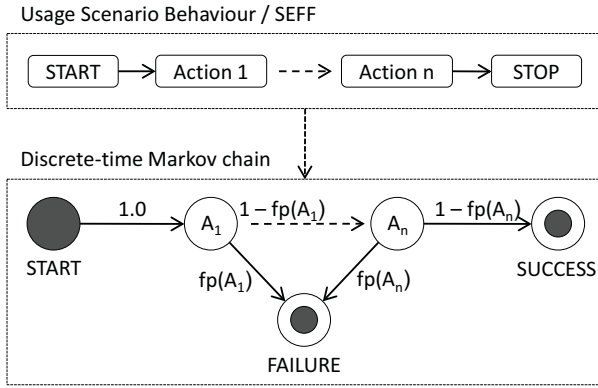 Usage Scenario Behaviour / SEFF
START
Action 1
Action n
STOP
Discrete-time Markov chain
1.0
1 – fp(A₁)
1 – fp(Aₙ)
A₁
Aₙ
START
SUCCESS
fp(A₁)
fp(Aₙ)
FAILURE